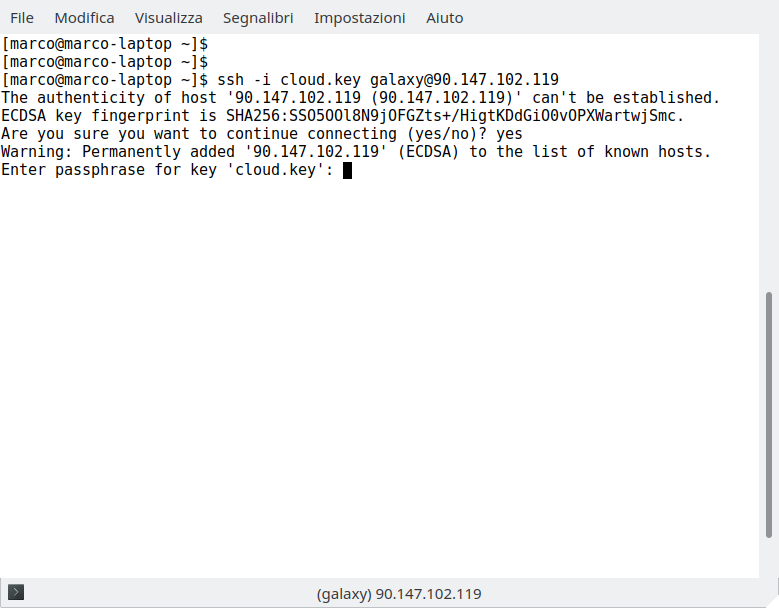 File Modifica Visualizza Segnalibri Impostazioni Aiuto
[marco@marco-laptop ~]$
[marco@marco-laptop ~]$
[marco@marco-laptop ~]$ ssh -i cloud.key galaxy@90.147.102.119
The authenticity of host '90.147.102.119 (90.147.102.119)' can't be established.
ECDSA key fingerprint is SHA256:SSO5OOl8N9jOFGZts+/HigtKDdGiO0vOPXWartwjSmc.
Are you sure you want to continue connecting (yes/no)? yes
Warning: Permanently added '90.147.102.119' (ECDSA) to the list of known hosts.
Enter passphrase for key 'cloud.key':
(galaxy) 90.147.102.119